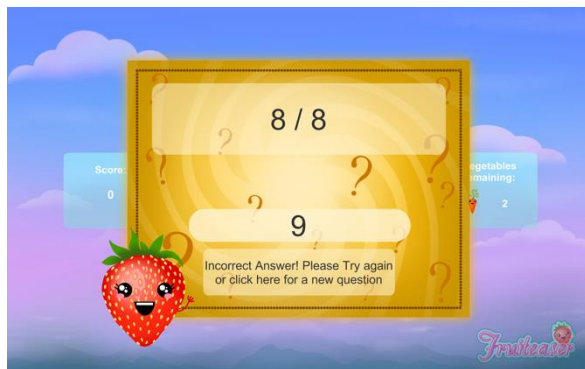 8 / 8
Score:
0
egetables
emaining:
2
9
Incorrect Answer! Please Try again
or click here for a new question
Fruiteaser